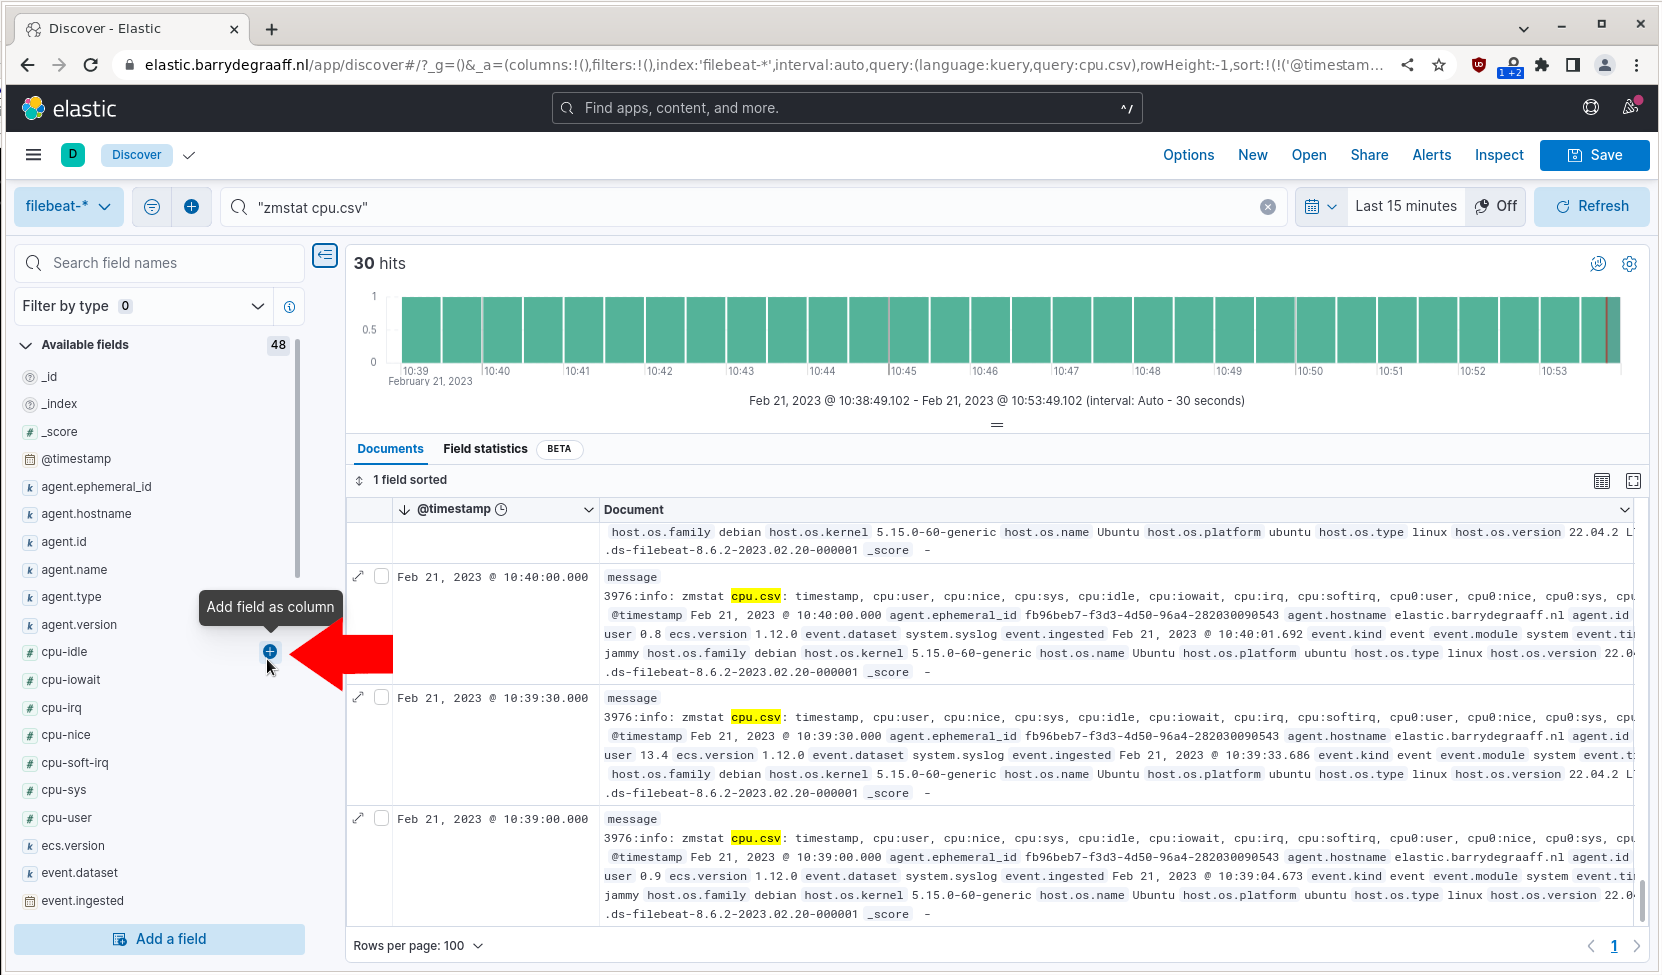 Discover - Elastic
elastic.barrydegraaff.nl/app/discover#/?_g=()&_a=(columns:!(),filters:!(),index:'filebeat-*',interval:auto,query:(language:kuery,query:cpu.csv),rowHeight:-1,sort:!(!('@timestam...
1 +2
elastic
Find apps, content, and more.
^/
D
Discover
Options
New
Open
Share
Alerts
Inspect
Save
filebeat-*
"zmstat cpu.csv"
Last 15 minutes
Off
Refresh
Search field names
Filter by type 0
Available fields 48
_id
_index
# _score
@timestamp
k agent.ephemeral_id
k agent.hostname
k agent.id
k agent.name
k agent.type
k agent.version
# cpu-idle
# cpu-iowait
# cpu-irq
# cpu-nice
# cpu-soft-irq
# cpu-sys
# cpu-user
k ecs.version
k event.dataset
event.ingested
Add a field
Add field as column
30 hits
1
0.5
0
10:39 10:40 10:41 10:42 10:43 10:44 10:45 10:46 10:47 10:48 10:49 10:50 10:51 10:52 10:53
February 21, 2023
Feb 21, 2023 @ 10:38:49.102 - Feb 21, 2023 @ 10:53:49.102 (interval: Auto - 30 seconds)
Documents
Field statistics
BETA
1 field sorted
@timestamp
Document
host.os.family debian host.os.kernel 5.15.0-60-generic host.os.name Ubuntu host.os.platform ubuntu host.os.type linux host.os.version 22.04.2 L
.ds-filebeat-8.6.2-2023.02.20-000001 _score -
Feb 21, 2023 @ 10:40:00.000
message
3976:info: zmstat cpu.csv: timestamp, cpu:user, cpu:nice, cpu:sys, cpu:idle, cpu:iowait, cpu:irq, cpu:softirq, cpu0:user, cpu0:nice, cpu0:sys, cpu
@timestamp Feb 21, 2023 @ 10:40:00.000 agent.ephemeral_id fb96beb7-f3d3-4d50-96a4-282030090543 agent.hostname elastic.barrydegraaff.nl agent.id
user 0.8 ecs.version 1.12.0 event.dataset system.syslog event.ingested Feb 21, 2023 @ 10:40:01.692 event.kind event event.module system event.ti
jammy host.os.family debian host.os.kernel 5.15.0-60-generic host.os.name Ubuntu host.os.platform ubuntu host.os.type linux host.os.version 22.04
.ds-filebeat-8.6.2-2023.02.20-000001 _score -
Feb 21, 2023 @ 10:39:30.000
message
3976:info: zmstat cpu.csv: timestamp, cpu:user, cpu:nice, cpu:sys, cpu:idle, cpu:iowait, cpu:irq, cpu:softirq, cpu0:user, cpu0:nice, cpu0:sys, cpu
@timestamp Feb 21, 2023 @ 10:39:30.000 agent.ephemeral_id fb96beb7-f3d3-4d50-96a4-282030090543 agent.hostname elastic.barrydegraaff.nl agent.id
user 13.4 ecs.version 1.12.0 event.dataset system.syslog event.ingested Feb 21, 2023 @ 10:39:33.686 event.kind event event.module system event.t
host.os.family debian host.os.kernel 5.15.0-60-generic host.os.name Ubuntu host.os.platform ubuntu host.os.type linux host.os.version 22.04.2 L
.ds-filebeat-8.6.2-2023.02.20-000001 _score -
Feb 21, 2023 @ 10:39:00.000
message
3976:info: zmstat cpu.csv: timestamp, cpu:user, cpu:nice, cpu:sys, cpu:idle, cpu:iowait, cpu:irq, cpu:softirq, cpu0:user, cpu0:nice, cpu0:sys, cpu
@timestamp Feb 21, 2023 @ 10:39:00.000 agent.ephemeral_id fb96beb7-f3d3-4d50-96a4-282030090543 agent.hostname elastic.barrydegraaff.nl agent.id
user 0.9 ecs.version 1.12.0 event.dataset system.syslog event.ingested Feb 21, 2023 @ 10:39:04.673 event.kind event event.module system event.ti
jammy host.os.family debian host.os.kernel 5.15.0-60-generic host.os.name Ubuntu host.os.platform ubuntu host.os.type linux host.os.version 22.04
.ds-filebeat-8.6.2-2023.02.20-000001 _score -
Rows per page: 100
1